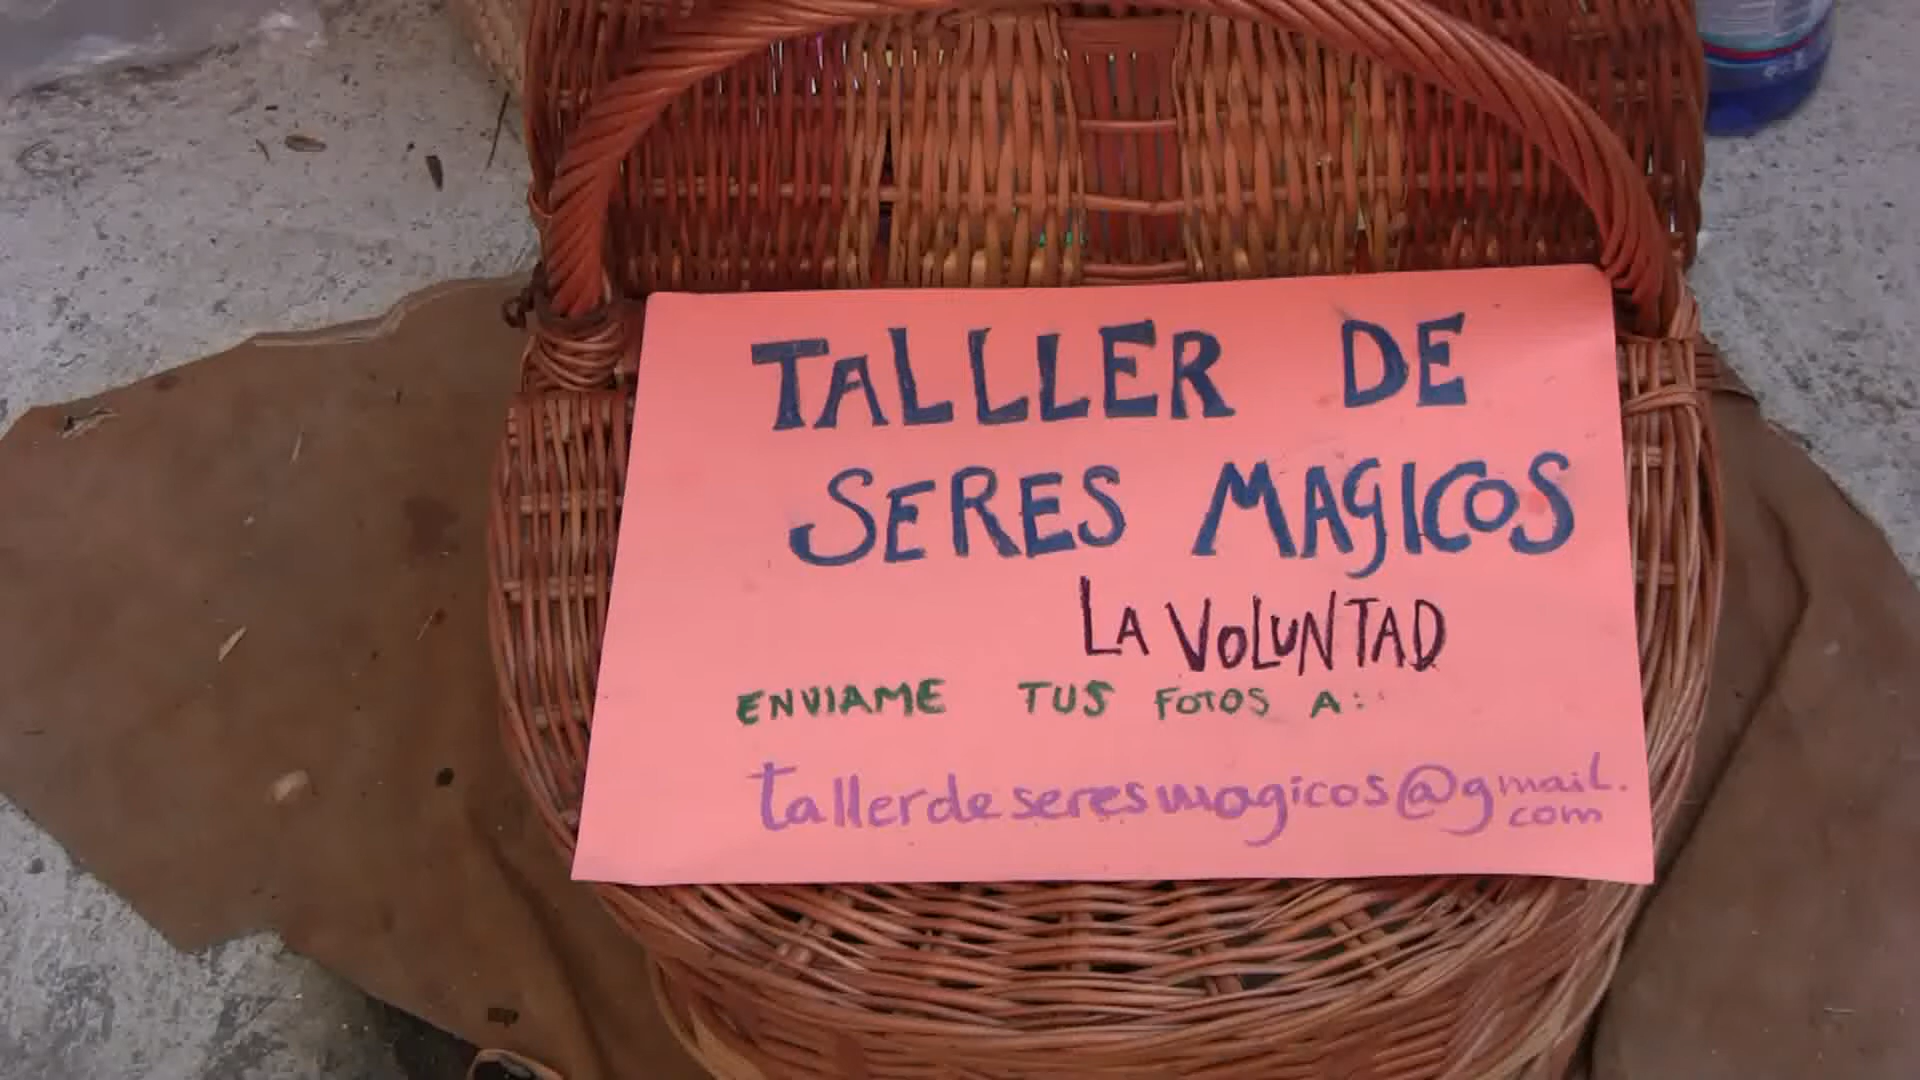 TALLLER DE
SERES MAGICOS
LA VOLUNTAD
ENVIAME TUS FOTOS A:
tallerdeseresmagicos@gmail.
com